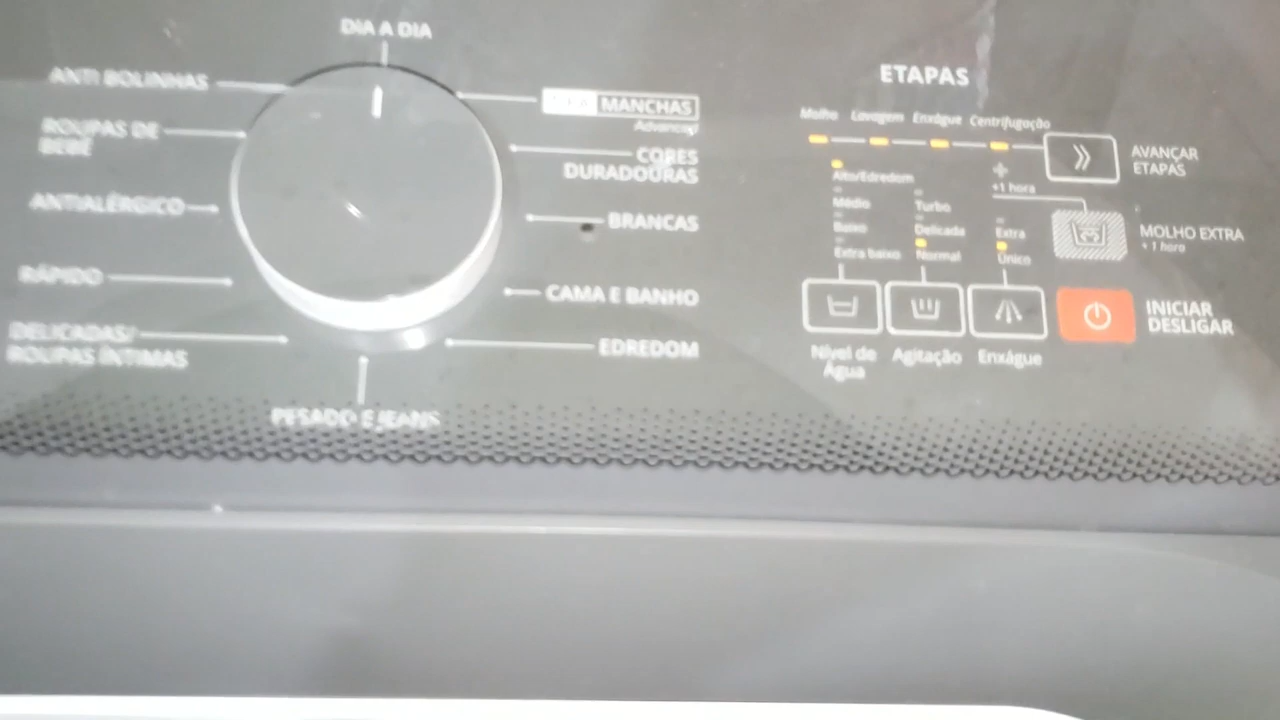 DIA A DIA
ANTI BOLINHAS
ROUPAS DE
BEBÊ
ANTIALÉRGICO
RÁPIDO
DELICADAS/
ROUPAS ÍNTIMAS
PESADO E JEANS
MANCHAS
Advanced
CORES
DURADOURAS
BRANCAS
CAMA E BANHO
EDREDOM
ETAPAS
Molho Lavagem Enxágue Centrifugação
AVANÇAR
ETAPAS
Alto/Edredom
Médio
Baixo
Extra baixo
Turbo
Delicada
Normal
+1 hora
Extra
Único
MOLHO EXTRA
+ 1 hora
Nível de
Água
Agitação
Enxágue
INICIAR
DESLIGAR